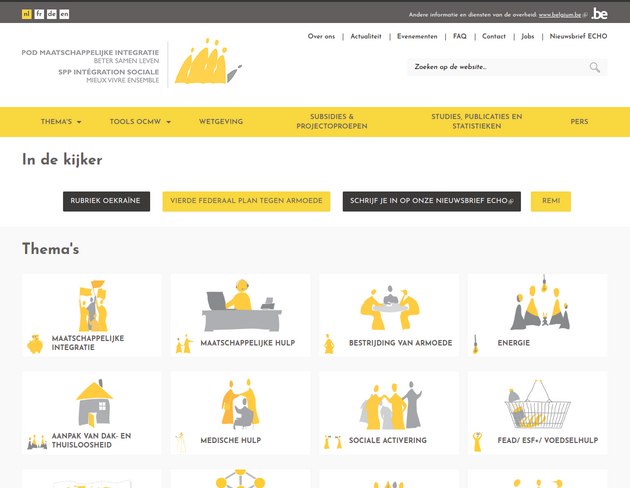 nl fr de en
Andere informatie en diensten van de overheid: www.belgium.be .be
Over ons | Actualiteit | Evenementen | FAQ | Contact | Jobs | Nieuwsbrief ECHO
POD MAATSCHAPPELIJKE INTEGRATIE
BETER SAMEN LEVEN
SPP INTÉGRATION SOCIALE
MIEUX VIVRE ENSEMBLE
Zoeken op de website...
THEMA'S TOOLS OCMW WETGEVING SUBSIDIES & PROJECTOPROEPEN STUDIES, PUBLICATIES EN STATISTIEKEN PERS
In de kijker
RUBRIEK OEKRAÏNE VIERDE FEDERAAL PLAN TEGEN ARMOEDE SCHRIJF JE IN OP ONZE NIEUWSBRIEF ECHO REMI
Thema's
MAATSCHAPPELIJKE
INTEGRATIE
MAATSCHAPPELIJKE HULP
BESTRIJDING VAN ARMOEDE
ENERGIE
AANPAK VAN DAK- EN
THUISLOOSHEID
MEDISCHE HULP
SOCIALE ACTIVERING
FEAD/ ESF+/ VOEDSELHULP